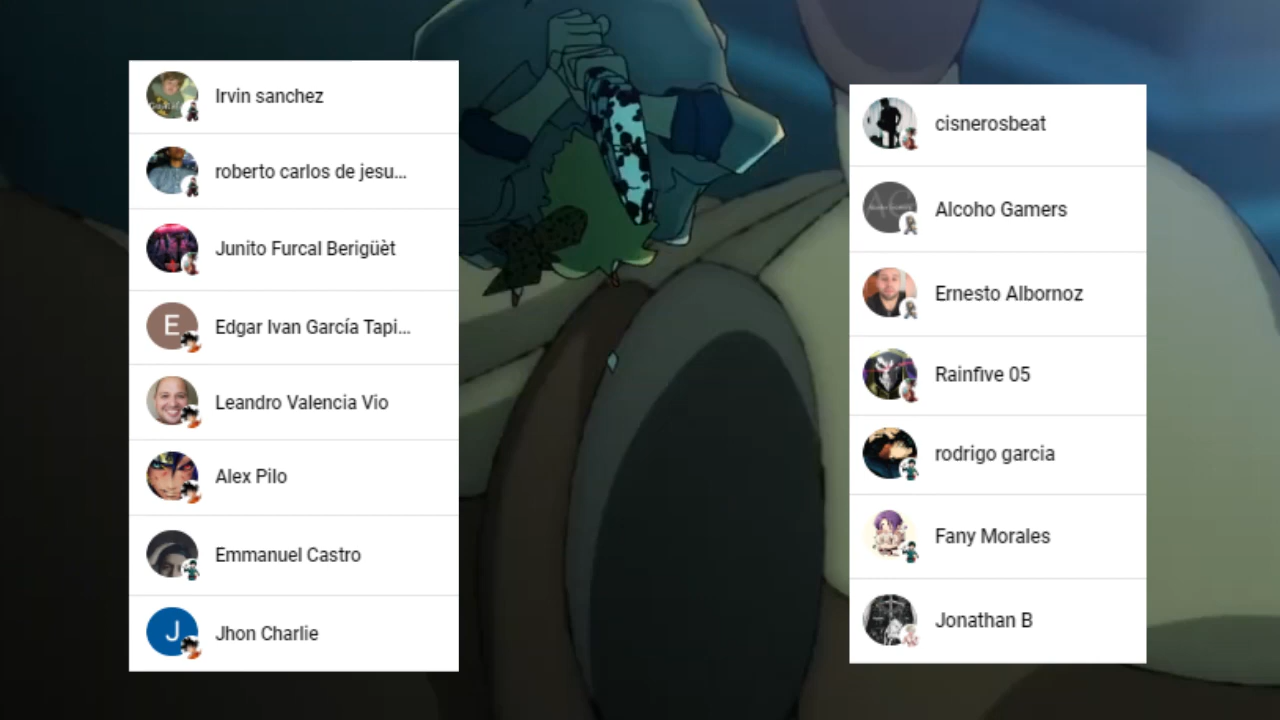 Irvin sanchez
roberto carlos de jesu...
Junito Furcal Berigüèt
E
Edgar Ivan García Tapi...
Leandro Valencia Vio
Alex Pilo
Emmanuel Castro
J
Jhon Charlie
cisnerosbeat
AG
Alcoho Gamers
Ernesto Albornoz
Rainfive 05
rodrigo garcia
Fany Morales
Jonathan B